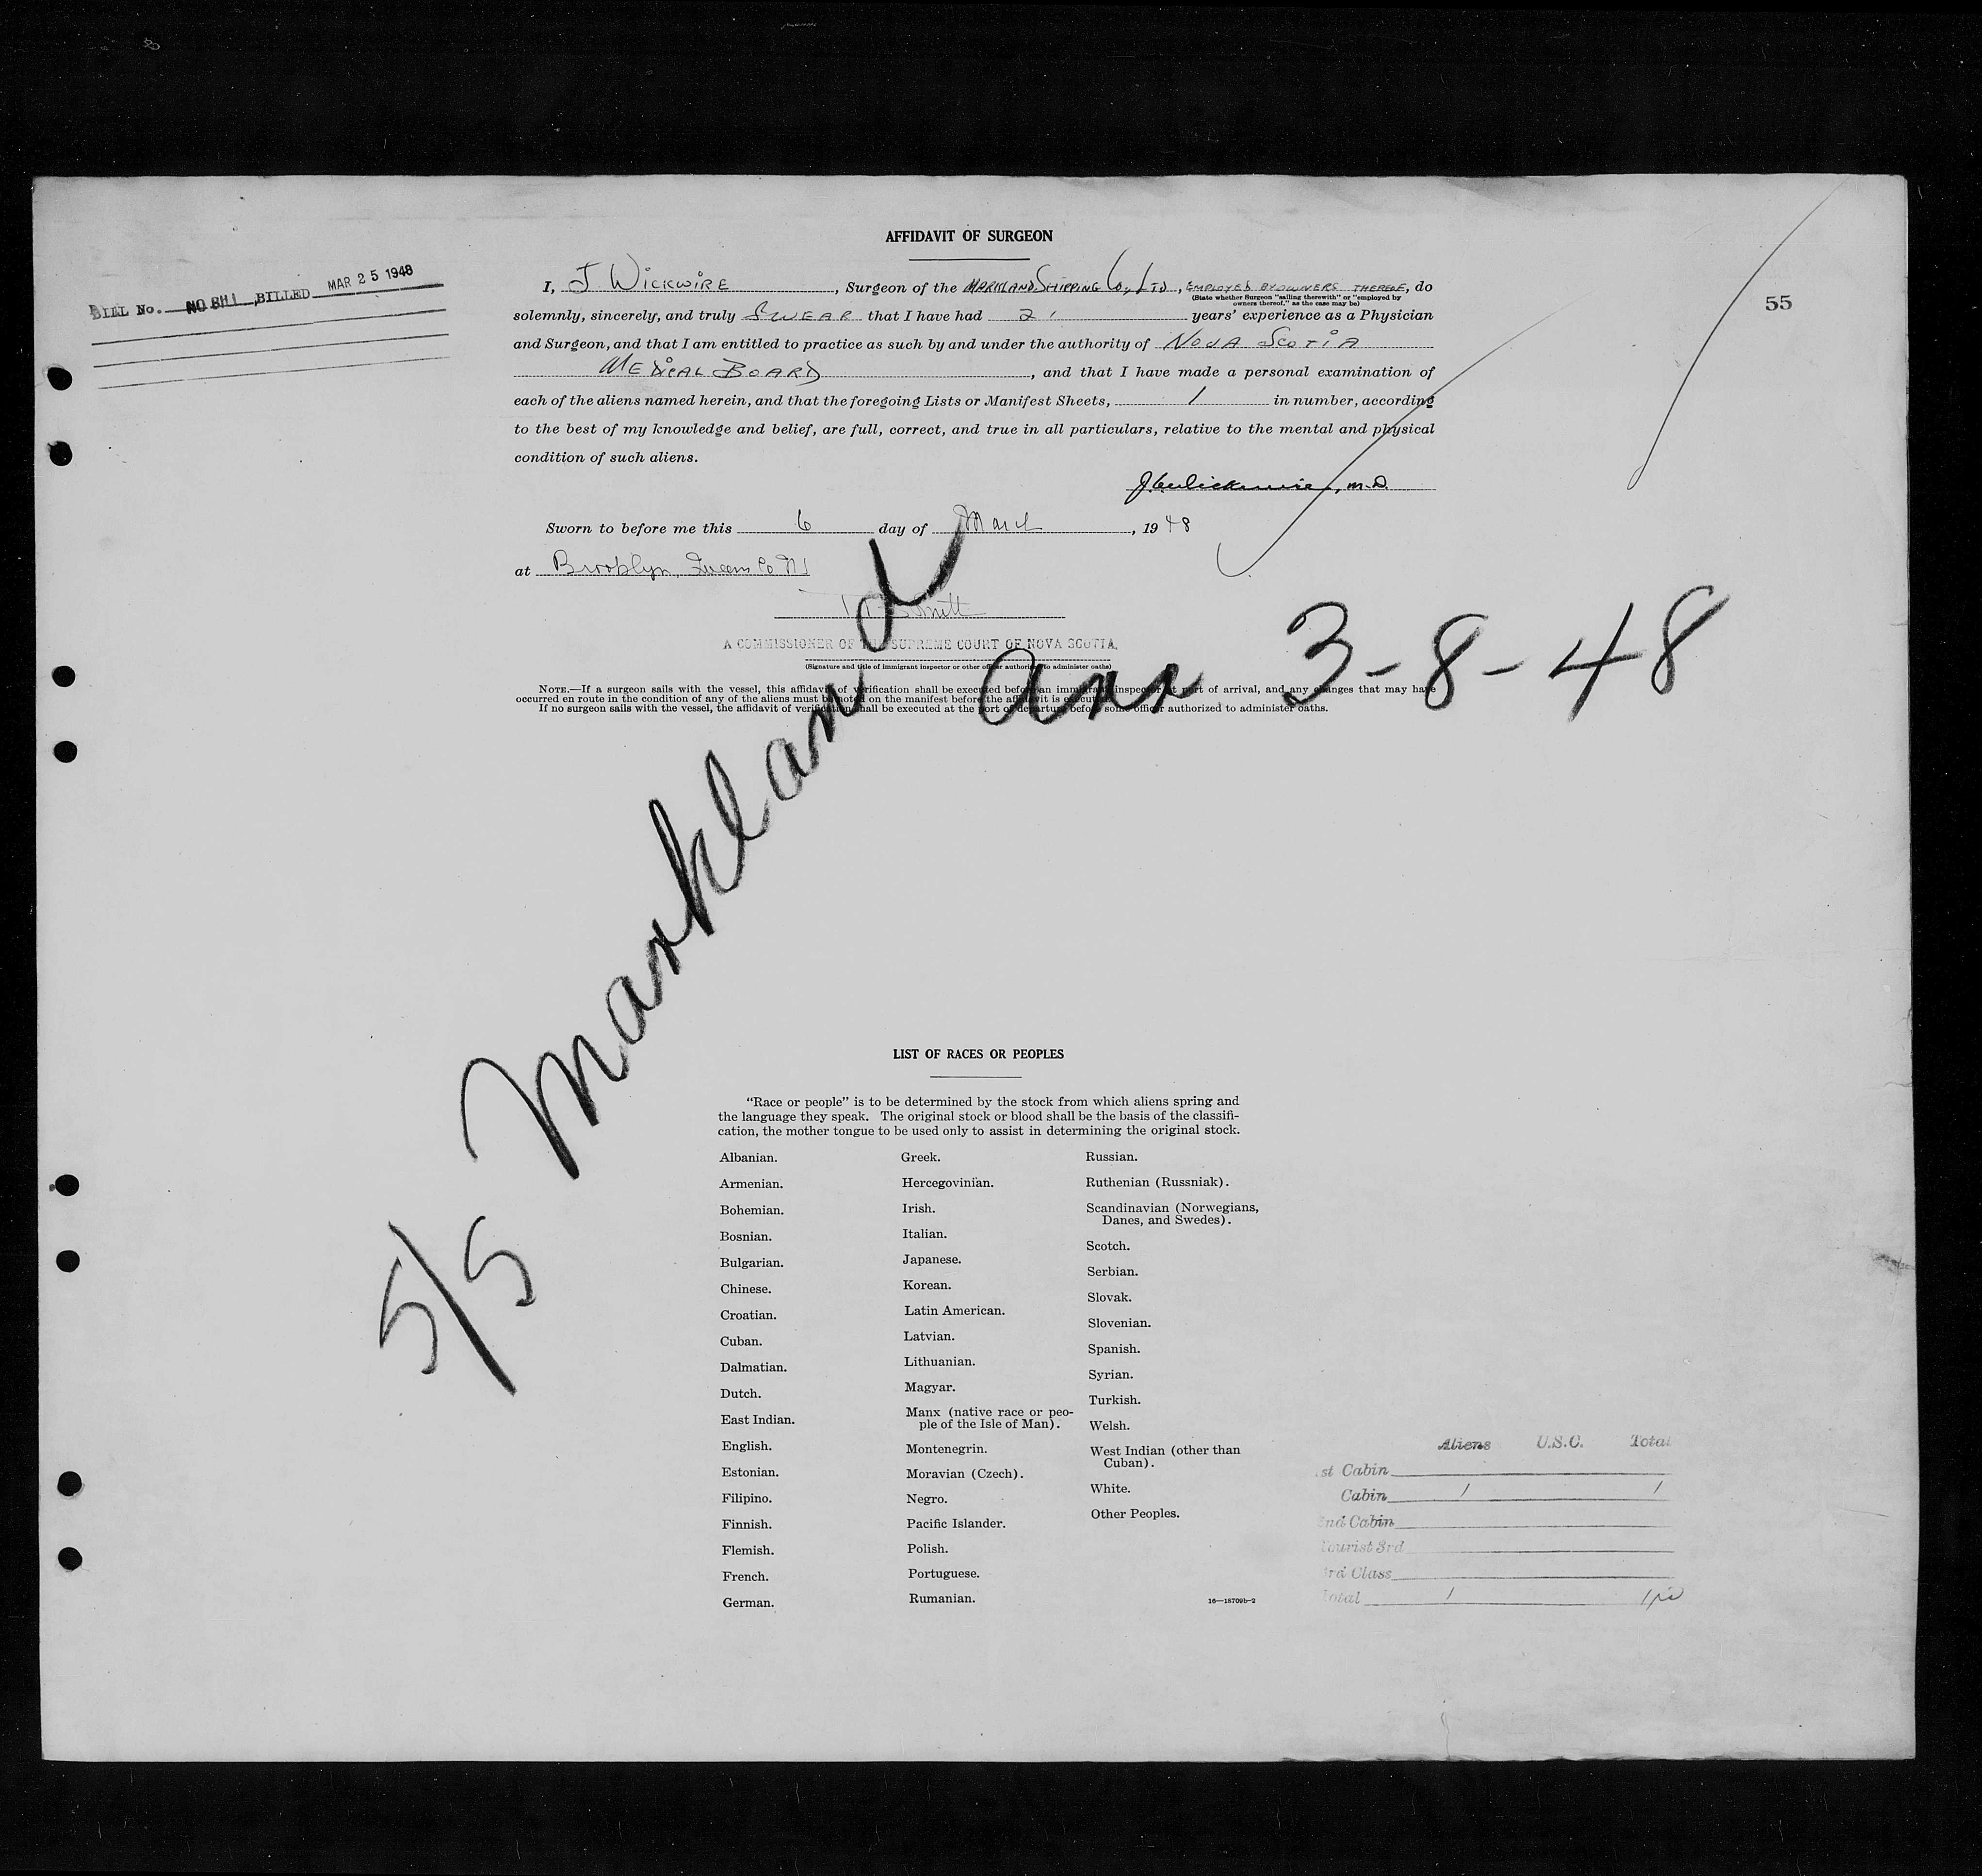 AFFIDAVIT OF SURGEON
BILL No. NO BILL BILLED MAR 25 1948
55
I, J Wickwire, Surgeon of the Markland Shipping Co, Ltd, employed by owners thereof, do
(State whether Surgeon "sailing therewith" or "employed by
owners thereof," as the case may be)
solemnly, sincerely, and truly swear that I have had 21 years' experience as a Physician
and Surgeon, and that I am entitled to practice as such by and under the authority of Nova Scotia
Medical Board, and that I have made a personal examination of
each of the aliens named herein, and that the foregoing Lists or Manifest Sheets, 1 in number, according
to the best of my knowledge and belief, are full, correct, and true in all particulars, relative to the mental and physical
condition of such aliens.
J Wickwire, M.D.
Sworn to before me this 6 day of March, 1948
at Brooklyn, Queens Co NS
A COMMISSIONER OF THE SUPREME COURT OF NOVA SCOTIA.
(Signature and title of immigrant inspector or other officer authorized to administer oaths)
NOTE.—If a surgeon sails with the vessel, this affidavit of verification shall be executed before an immigrant inspector at port of arrival, and any changes that may have
occurred en route in the condition of any of the aliens must be noted on the manifest before the affidavit is executed.
If no surgeon sails with the vessel, the affidavit of verification shall be executed at the port of departure before some officer authorized to administer oaths.
S/S Markland arr 3-8-48
LIST OF RACES OR PEOPLES
"Race or people" is to be determined by the stock from which aliens spring and
the language they speak. The original stock or blood shall be the basis of the classifi-
cation, the mother tongue to be used only to assist in determining the original stock.
Albanian.
Armenian.
Bohemian.
Bosnian.
Bulgarian.
Chinese.
Croatian.
Cuban.
Dalmatian.
Dutch.
East Indian.
English.
Estonian.
Filipino.
Finnish.
Flemish.
French.
German.
Greek.
Hercegovinian.
Irish.
Italian.
Japanese.
Korean.
Latin American.
Latvian.
Lithuanian.
Magyar.
Manx (native race or peo-
ple of the Isle of Man).
Montenegrin.
Moravian (Czech).
Negro.
Pacific Islander.
Polish.
Portuguese.
Rumanian.
Russian.
Ruthenian (Russniak).
Scandinavian (Norwegians,
Danes, and Swedes).
Scotch.
Serbian.
Slovak.
Slovenian.
Spanish.
Syrian.
Turkish.
Welsh.
West Indian (other than
Cuban).
White.
Other Peoples.
16—18709b-2
Aliens U.S.C. Total
st Cabin
Cabin 1 1
2nd Cabin
Tourist 3rd
3rd Class
Total 1